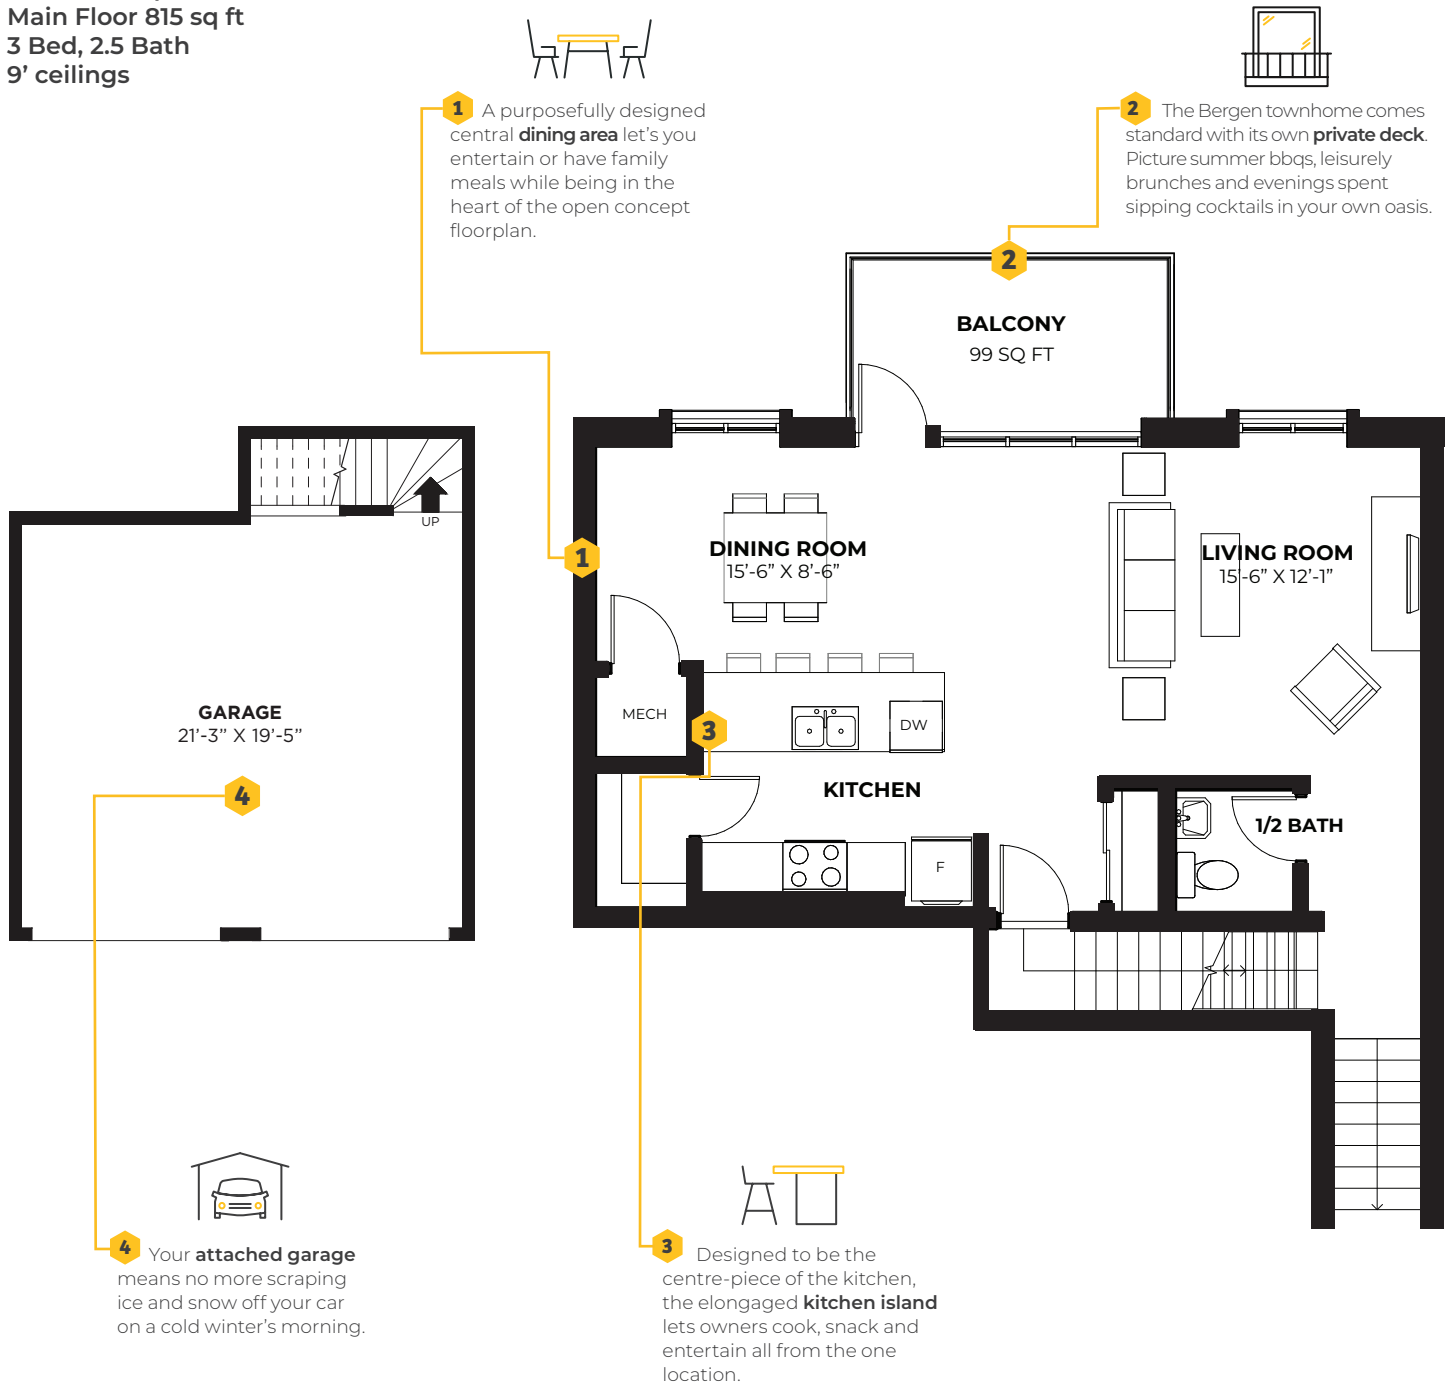 Main Floor 815 sq ft
3 Bed, 2.5 Bath
9’ ceilings
1 A purposefully designed
central dining area let’s you
entertain or have family
meals while being in the
heart of the open concept
floorplan.
2 The Bergen townhome comes
standard with its own private deck.
Picture summer bbqs, leisurely
brunches and evenings spent
sipping cocktails in your own oasis.
2
BALCONY
99 SQ FT
UP
1
DINING ROOM
15’-6” X 8’-6”
LIVING ROOM
15’-6” X 12’-1”
GARAGE
21’-3” X 19’-5”
4
MECH
3
DW
KITCHEN
1/2 BATH
F
4 Your attached garage
means no more scraping
ice and snow off your car
on a cold winter’s morning.
3 Designed to be the
centre-piece of the kitchen,
the elongaged kitchen island
lets owners cook, snack and
entertain all from the one
location.